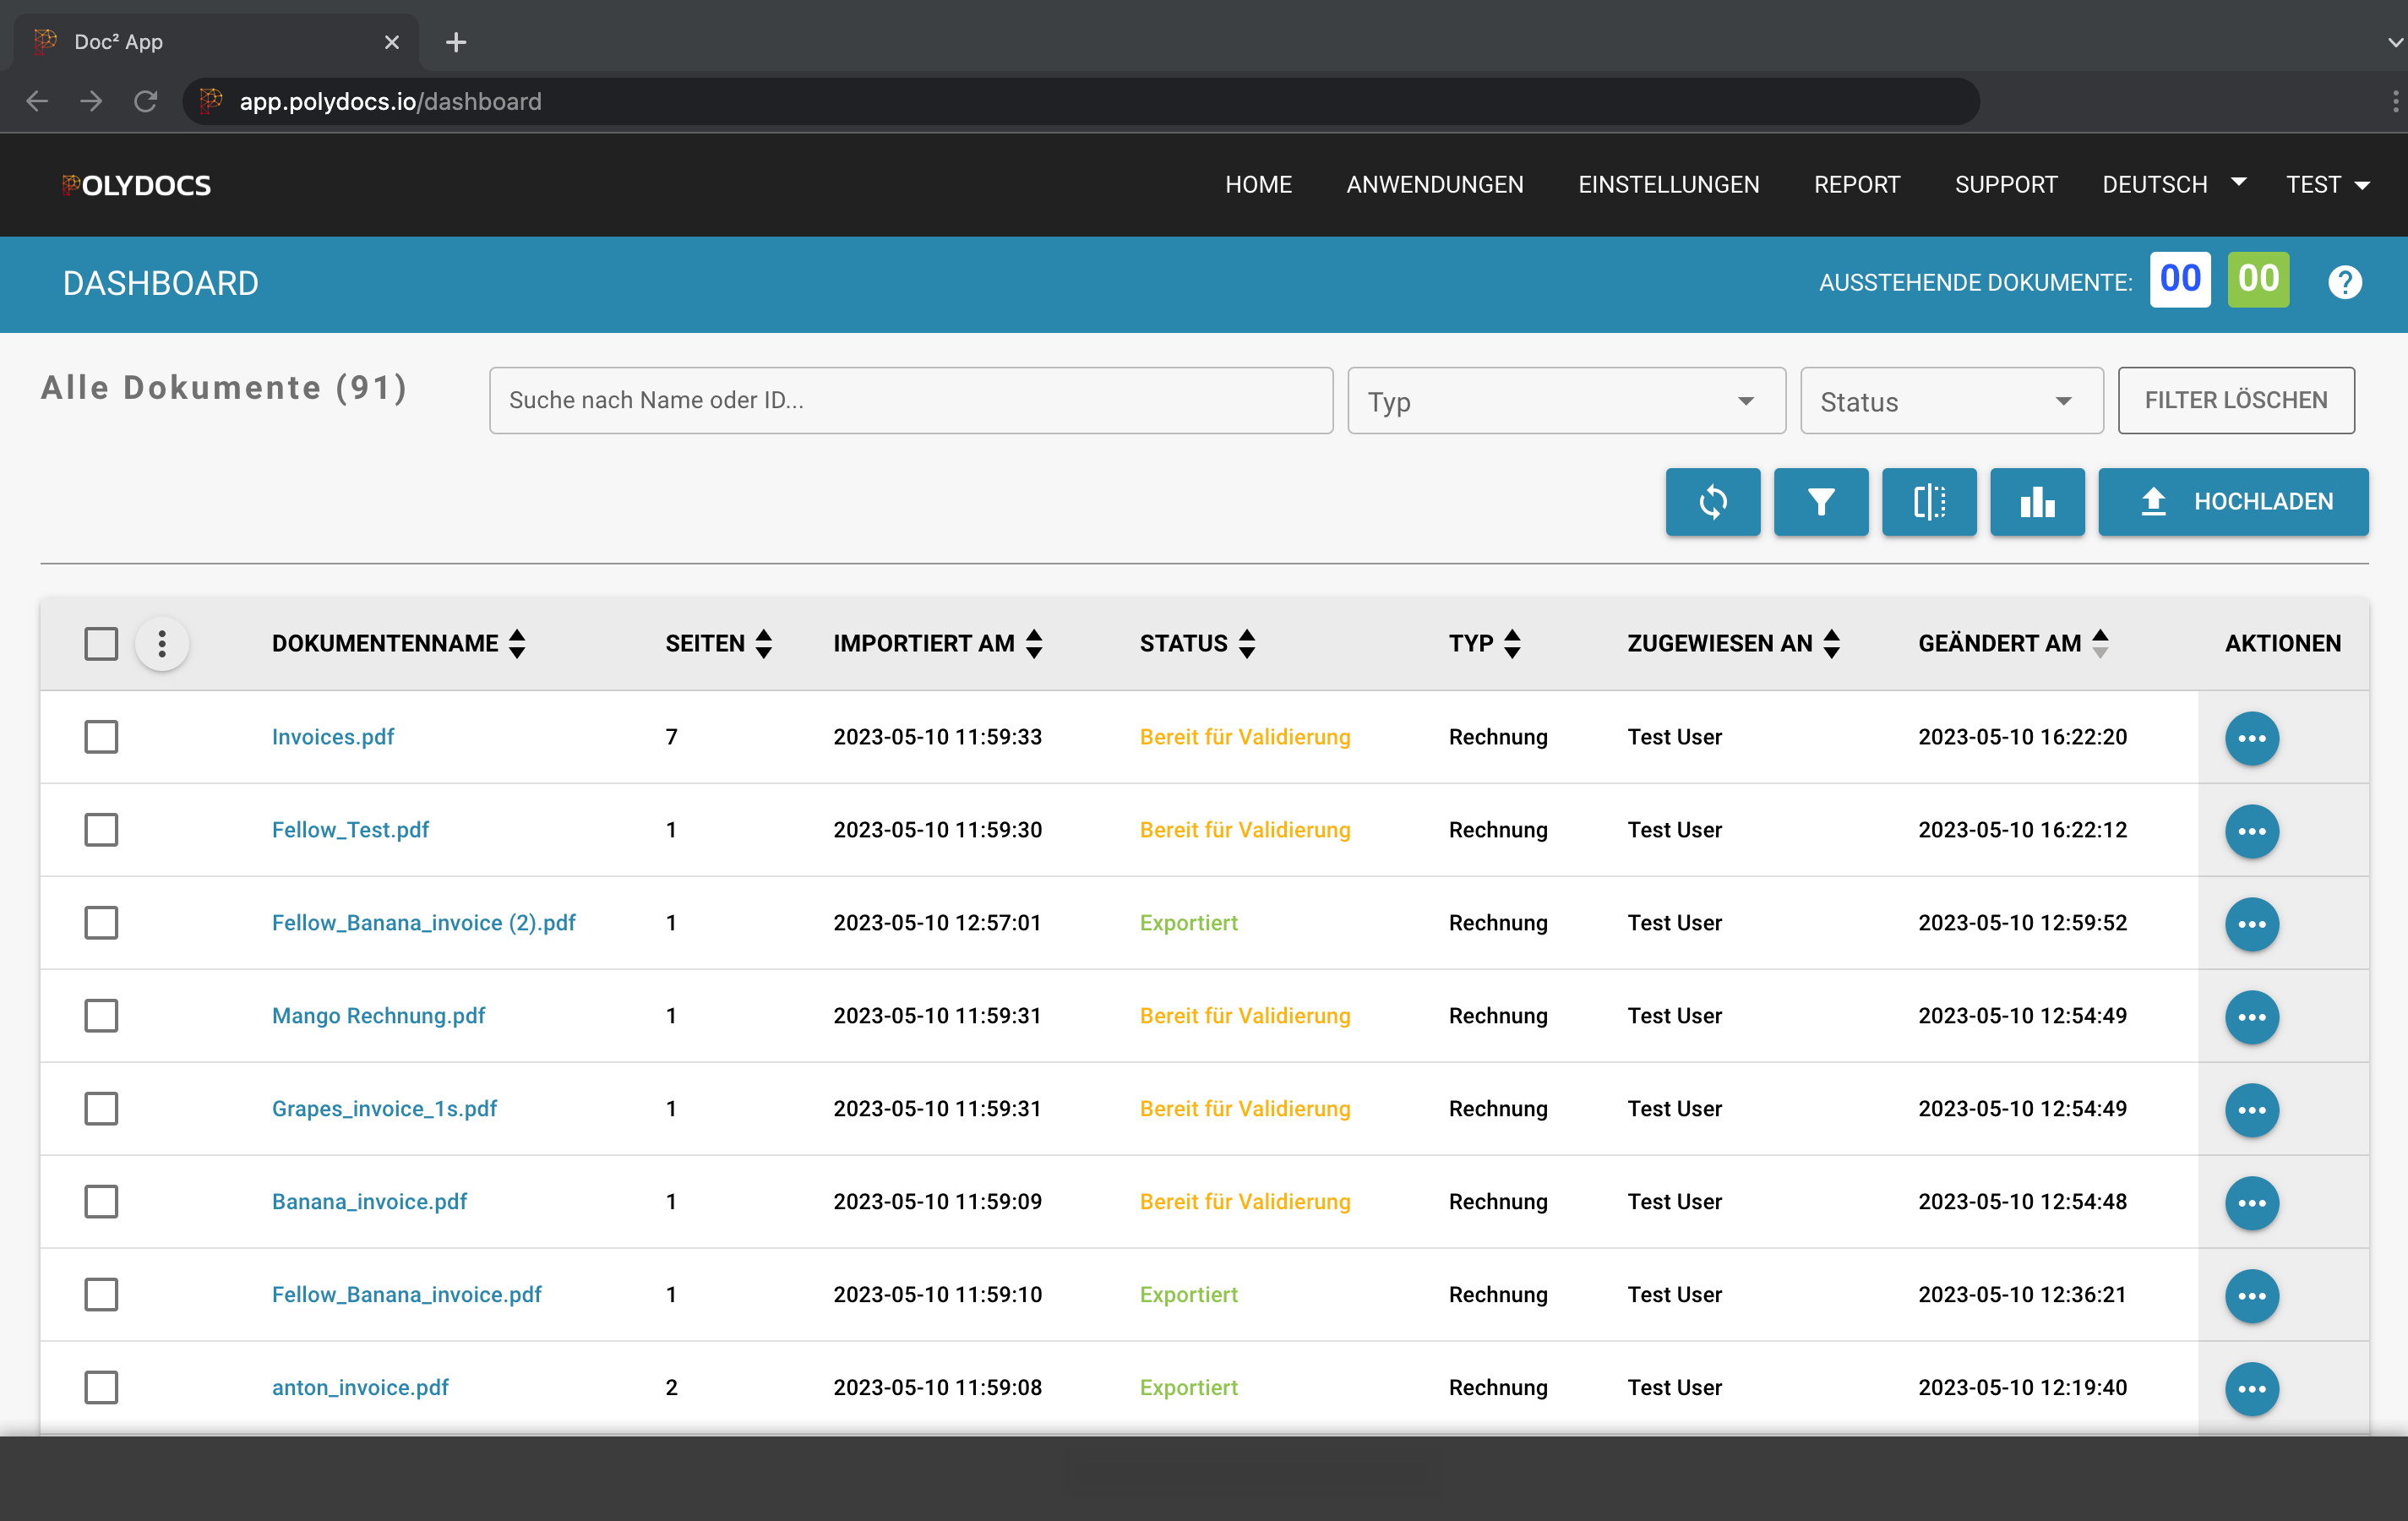 Doc² App
app.polydocs.io/dashboard
POLYDOCS HOME ANWENDUNGEN EINSTELLUNGEN REPORT SUPPORT DEUTSCH TEST
DASHBOARD AUSSTEHENDE DOKUMENTE: 00 00 ?
Alle Dokumente (91) Suche nach Name oder ID... Typ Status FILTER LÖSCHEN
HOCHLADEN
DOKUMENTENNAME SEITEN IMPORTIERT AM STATUS TYP ZUGEWIESEN AN GEÄNDERT AM AKTIONEN
Invoices.pdf 7 2023-05-10 11:59:33 Bereit für Validierung Rechnung Test User 2023-05-10 16:22:20
Fellow_Test.pdf 1 2023-05-10 11:59:30 Bereit für Validierung Rechnung Test User 2023-05-10 16:22:12
Fellow_Banana_invoice (2).pdf 1 2023-05-10 12:57:01 Exportiert Rechnung Test User 2023-05-10 12:59:52
Mango Rechnung.pdf 1 2023-05-10 11:59:31 Bereit für Validierung Rechnung Test User 2023-05-10 12:54:49
Grapes_invoice_1s.pdf 1 2023-05-10 11:59:31 Bereit für Validierung Rechnung Test User 2023-05-10 12:54:49
Banana_invoice.pdf 1 2023-05-10 11:59:09 Bereit für Validierung Rechnung Test User 2023-05-10 12:54:48
Fellow_Banana_invoice.pdf 1 2023-05-10 11:59:10 Exportiert Rechnung Test User 2023-05-10 12:36:21
anton_invoice.pdf 2 2023-05-10 11:59:08 Exportiert Rechnung Test User 2023-05-10 12:19:40